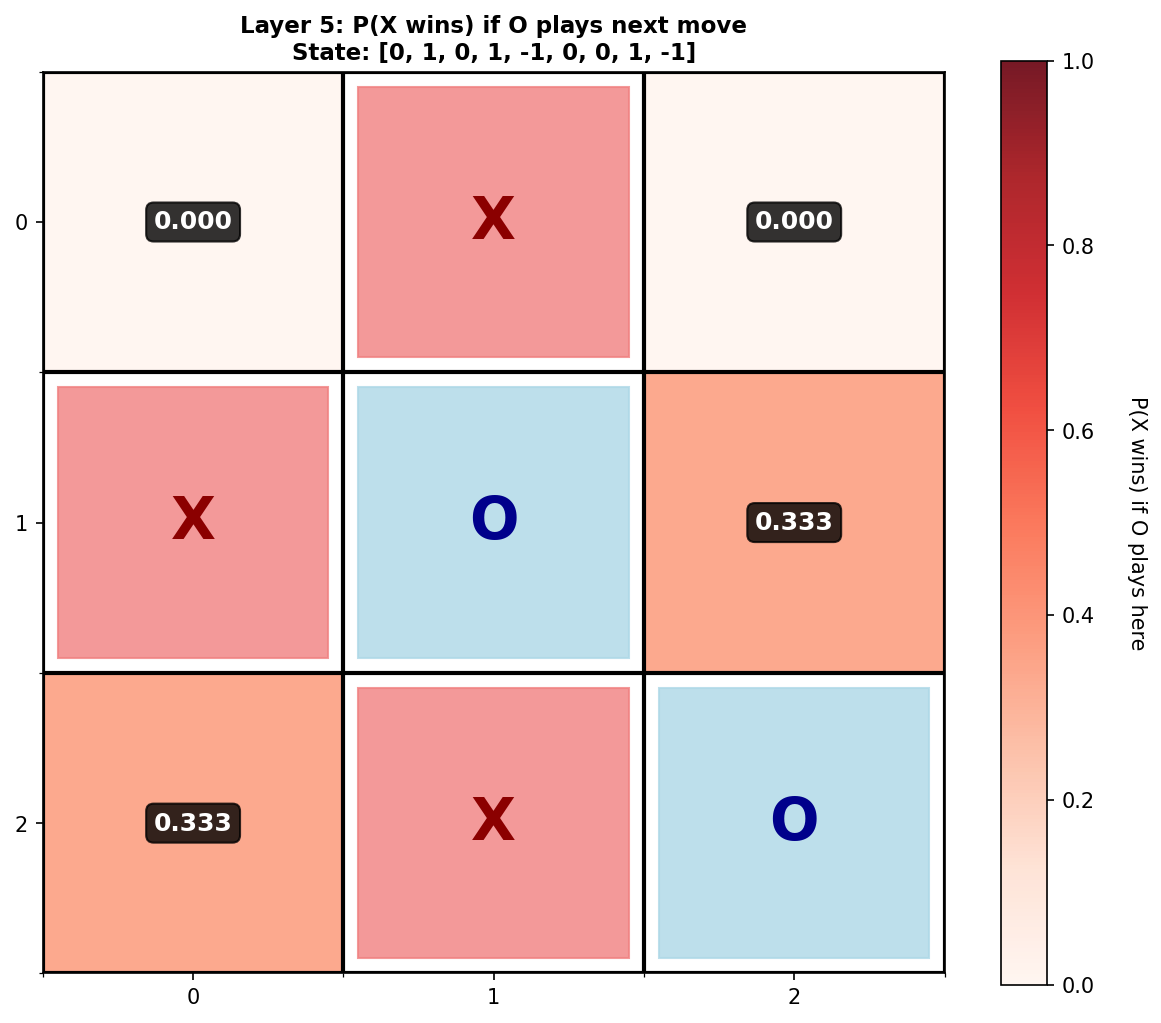 Layer 5: P(X wins) if O plays next move
State: [0, 1, 0, 1, -1, 0, 0, 1, -1]
0.000
X
0.000
X
O
0.333
0.333
X
O
0
1
2
0
1
2
1.0
0.8
0.6
0.4
0.2
0.0
P(X wins) if O plays here